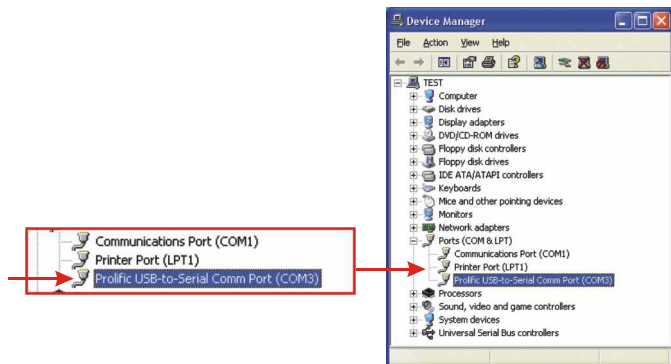 Device Manager
File Action View Help
TEST
Computer
Disk drives
Display adapters
DVD/CD-ROM drives
Floppy disk controllers
Floppy disk drives
IDE ATA/ATAPI controllers
Keyboards
Mice and other pointing devices
Monitors
Network adapters
Ports (COM & LPT)
Communications Port (COM1)
Printer Port (LPT1)
Prolific USB-to-Serial Comm Port (COM3)
Processors
Sound, video and game controllers
System devices
Universal Serial Bus controllers
Communications Port (COM1)
Printer Port (LPT1)
Prolific USB-to-Serial Comm Port (COM3)